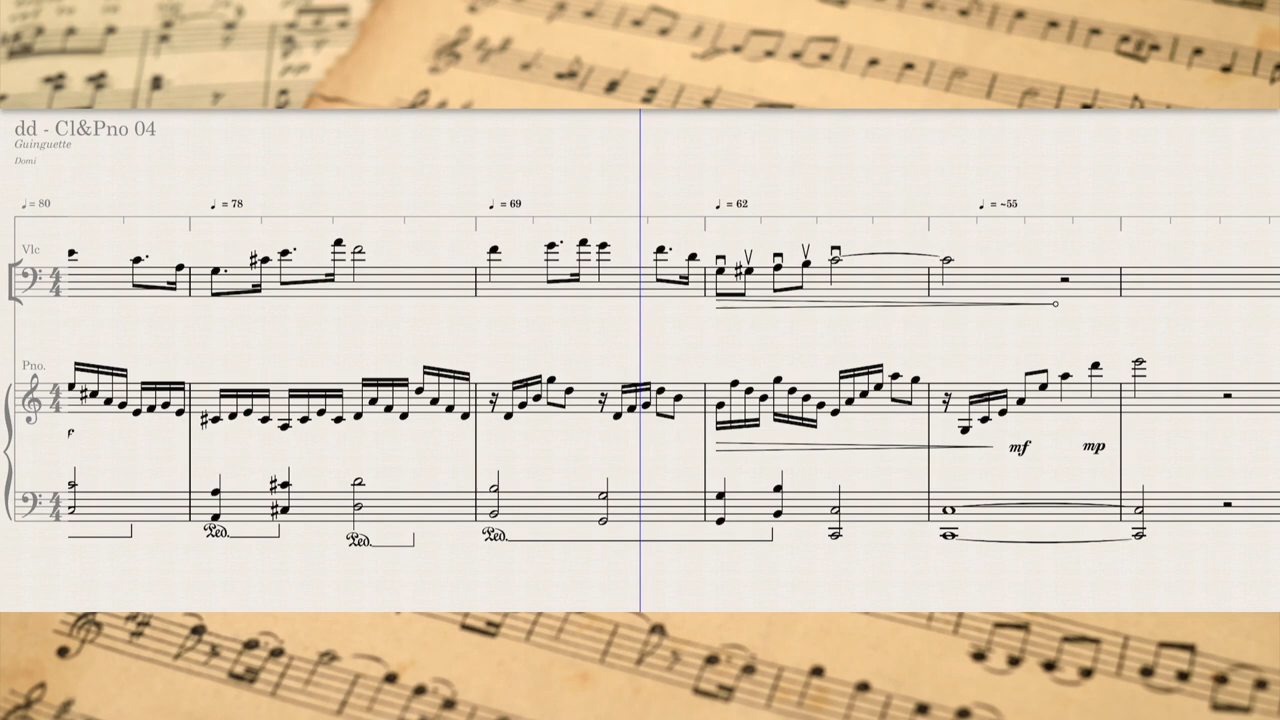 dd - Cl&Pno 04
Guinguette
Domi
♩ = 80 ♩ = 78 ♩ = 69 ♩ = 62 ♩ = ~55
Vlc
Pno.
mf mp
Ped. Ped. Ped.